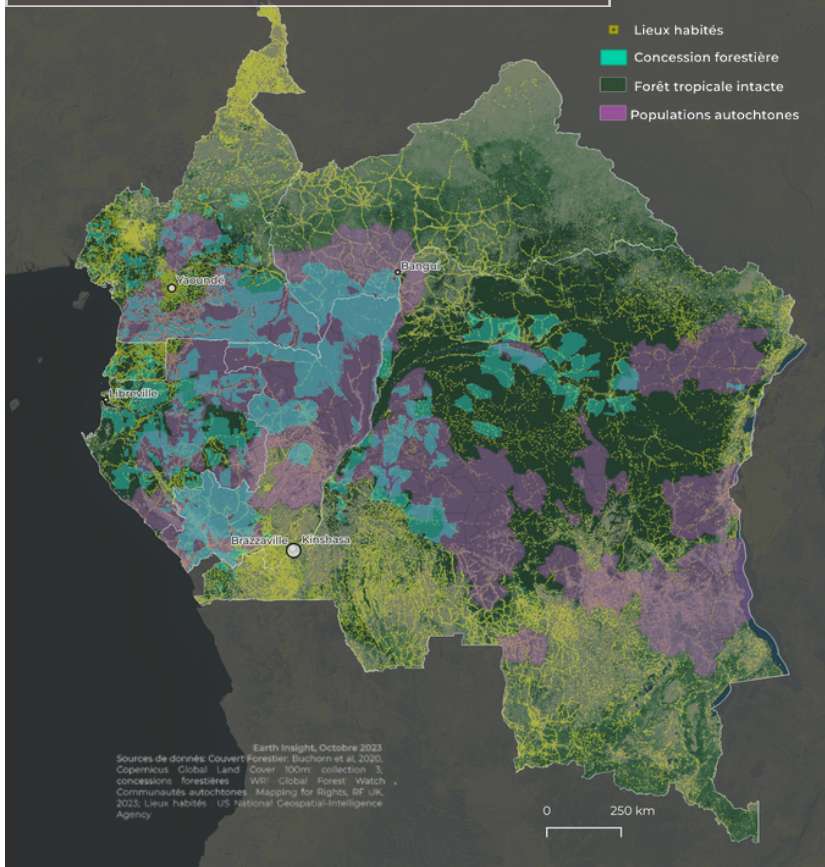 Lieux habités
Concession forestière
Forêt tropicale intacte
Populations autochtones
Bangui
Yaoundé
Libreville
Brazzaville
Kinshasa
Earth Insight, Octobre 2023
Sources de donnés: Couvert Forestier: Buchorn et al, 2020,
Copernicus Global Land Cover 100m: collection 3;
concessions forestières WRI Global Forest Watch ,
Communautés autochtones Mapping for Rights, RF UK,
2023; Lieux habités US National Geospatial-Intelligence
Agency
0 250 km